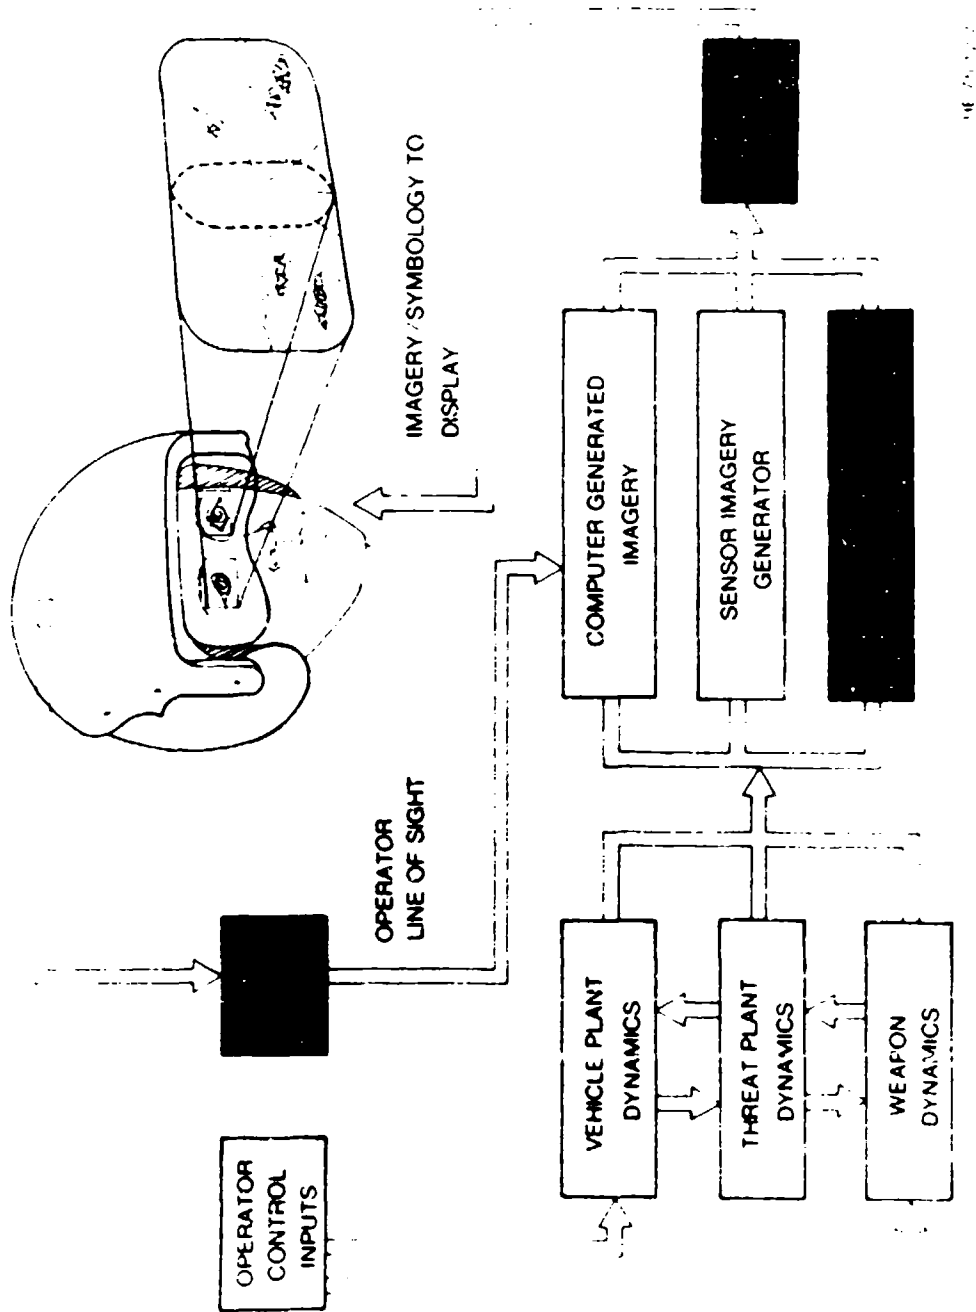 IMAGERY/SYMBOLOGY TO
DISPLAY
OPERATOR
LINE OF SIGHT
OPERATOR
CONTROL
INPUTS
COMPUTER GENERATED
IMAGERY
VEHICLE PLANT
DYNAMICS
SENSOR IMAGERY
GENERATOR
THREAT PLANT
DYNAMICS
WEAPON
DYNAMICS